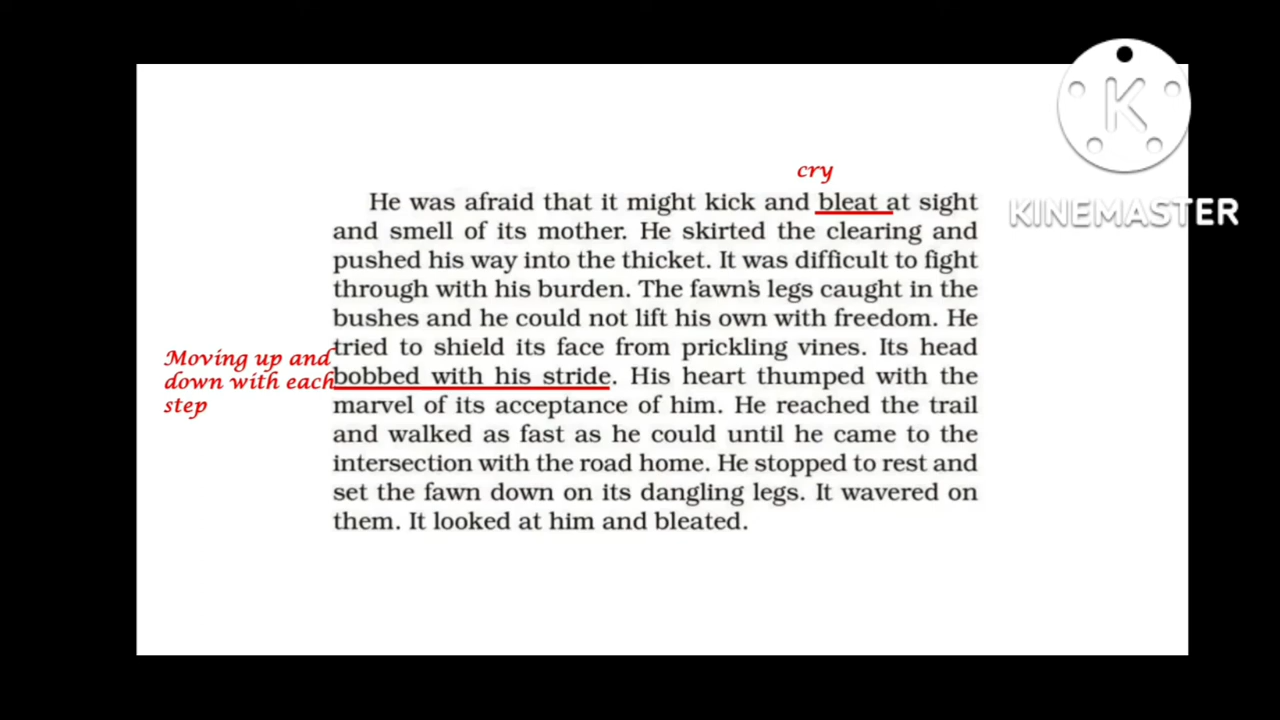 KINEMASTER
cry
He was afraid that it might kick and bleat at sight
and smell of its mother. He skirted the clearing and
pushed his way into the thicket. It was difficult to fight
through with his burden. The fawn's legs caught in the
bushes and he could not lift his own with freedom. He
tried to shield its face from prickling vines. Its head
bobbed with his stride. His heart thumped with the
marvel of its acceptance of him. He reached the trail
and walked as fast as he could until he came to the
intersection with the road home. He stopped to rest and
set the fawn down on its dangling legs. It wavered on
them. It looked at him and bleated.
Moving up and
down with each
step